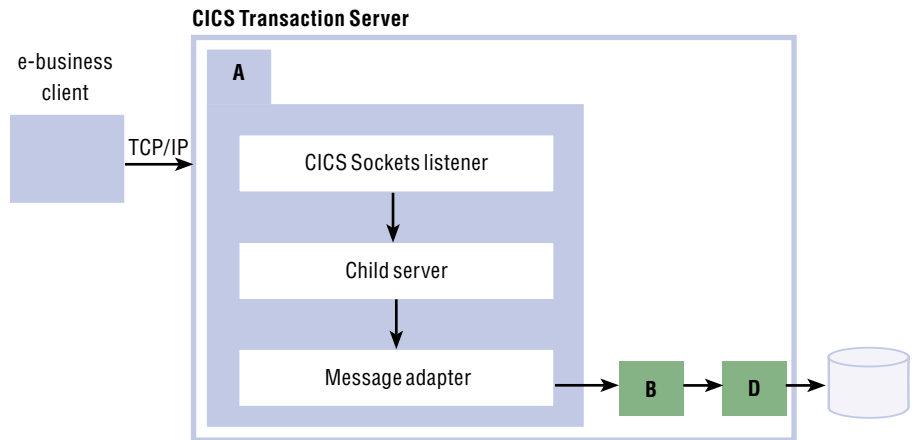 CICS Transaction Server
e-business
client
A
TCP/IP
CICS Sockets listener
Child server
Message adapter
B
D